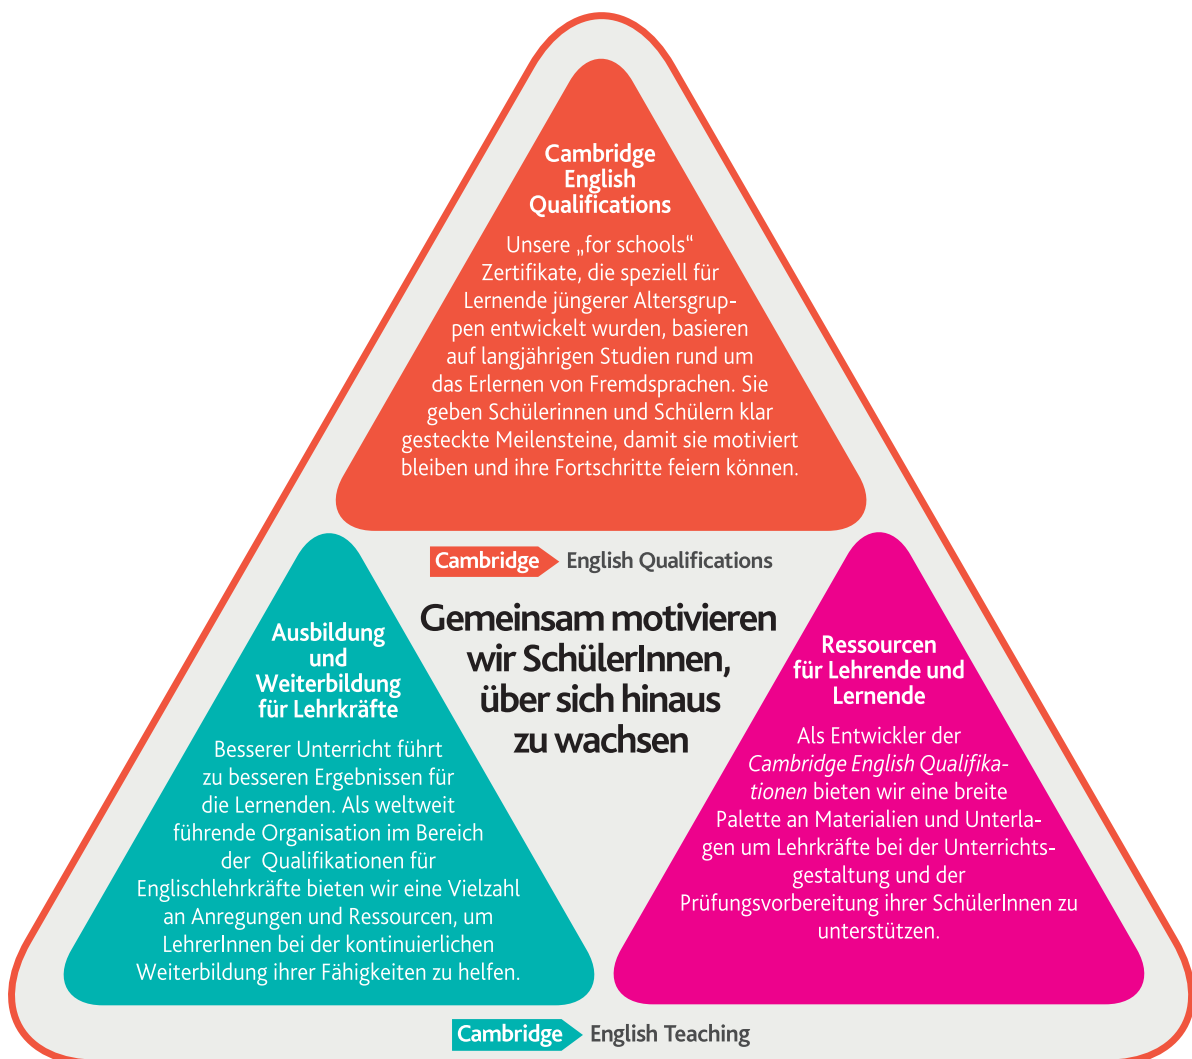 Cambridge
English
Qualifications
Unsere „for schools“
Zertifikate, die speziell für
Lernende jüngerer Altersgrup-
pen entwickelt wurden, basieren
auf langjährigen Studien rund um
das Erlernen von Fremdsprachen. Sie
geben Schülerinnen und Schülern klar
gesteckte Meilensteine, damit sie motiviert
bleiben und ihre Fortschritte feiern können.
Cambridge English Qualifications
Gemeinsam motivieren
wir SchülerInnen,
über sich hinaus
zu wachsen
Ausbildung
und
Weiterbildung
für Lehrkräfte
Besserer Unterricht führt
zu besseren Ergebnissen für
die Lernenden. Als weltweit
führende Organisation im Bereich
der Qualifikationen für
Englischlehrkräfte bieten wir eine Vielzahl
an Anregungen und Ressourcen, um
LehrerInnen bei der kontinuierlichen
Weiterbildung ihrer Fähigkeiten zu helfen.
Ressourcen
für Lehrende und
Lernende
Als Entwickler der
Cambridge English Qualifika-
tionen bieten wir eine breite
Palette an Materialien und Unterla-
gen um Lehrkräfte bei der Unterrichts-
gestaltung und der
Prüfungsvorbereitung ihrer SchülerInnen zu
unterstützen.
Cambridge English Teaching